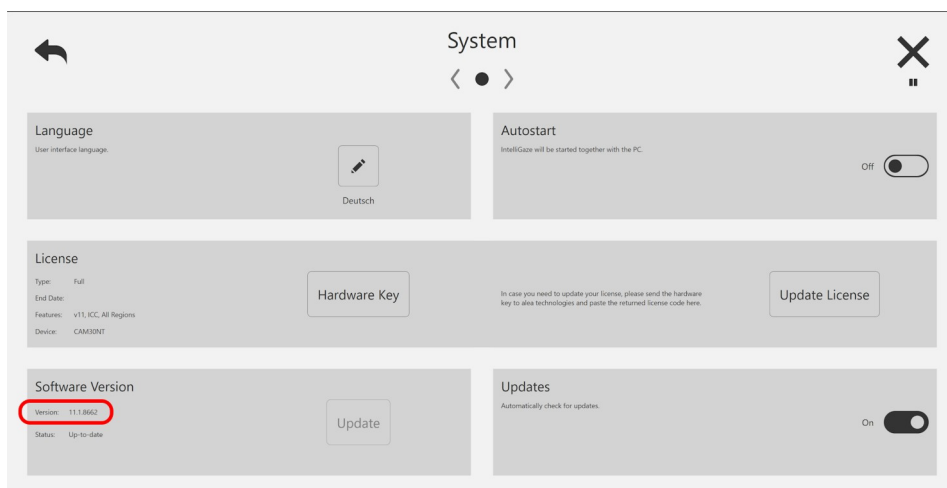 System
Language
User interface language.
Deutsch
Autostart
IntelliGaze will be started together with the PC.
Off
License
Type: Full
End Date:
Features: v11, ICC, All Regions
Device: CAM30NT
Hardware Key
In case you need to update your license, please send the hardware
key to alea technologies and paste the returned license code here.
Update License
Software Version
Version: 11.1.8662
Status: Up-to-date
Update
Updates
Automatically check for updates.
On